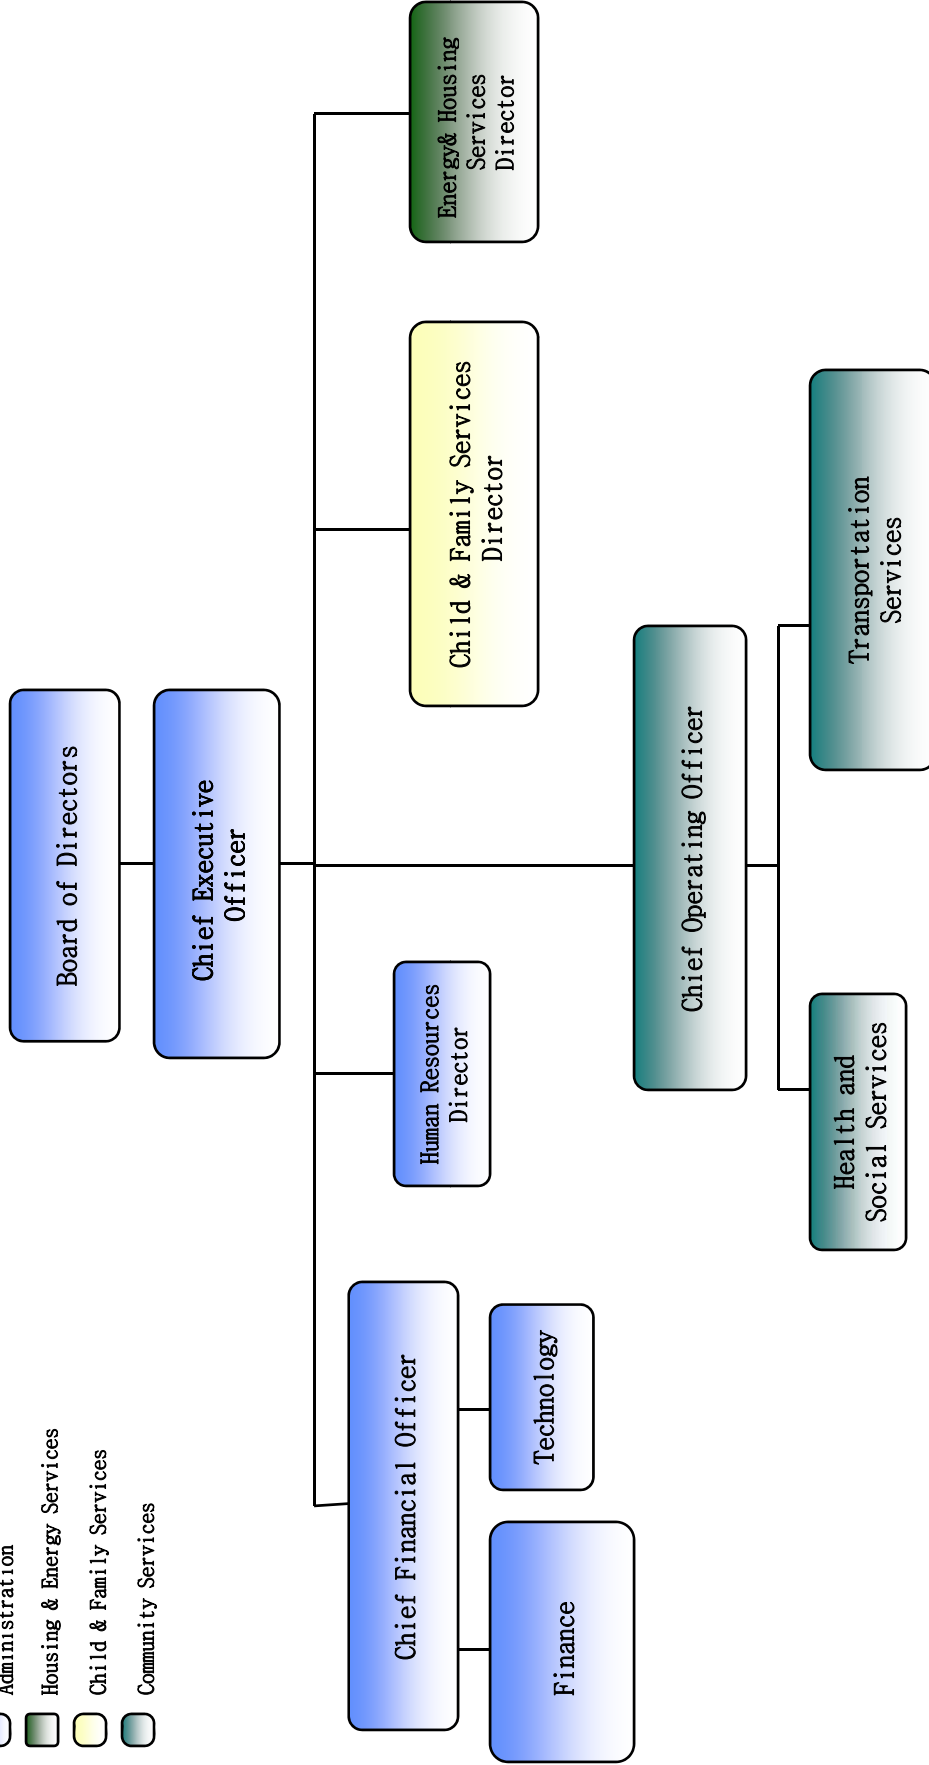 Board of Directors
Chief Executive
Officer
Chief Financial Officer
Human Resources
Director
Child & Family Services
Director
Energy& Housing
Services
Director
Finance
Technology
Chief Operating Officer
Health and
Social Services
Transportation
Services
Administration
Housing & Energy Services
Child & Family Services
Community Services